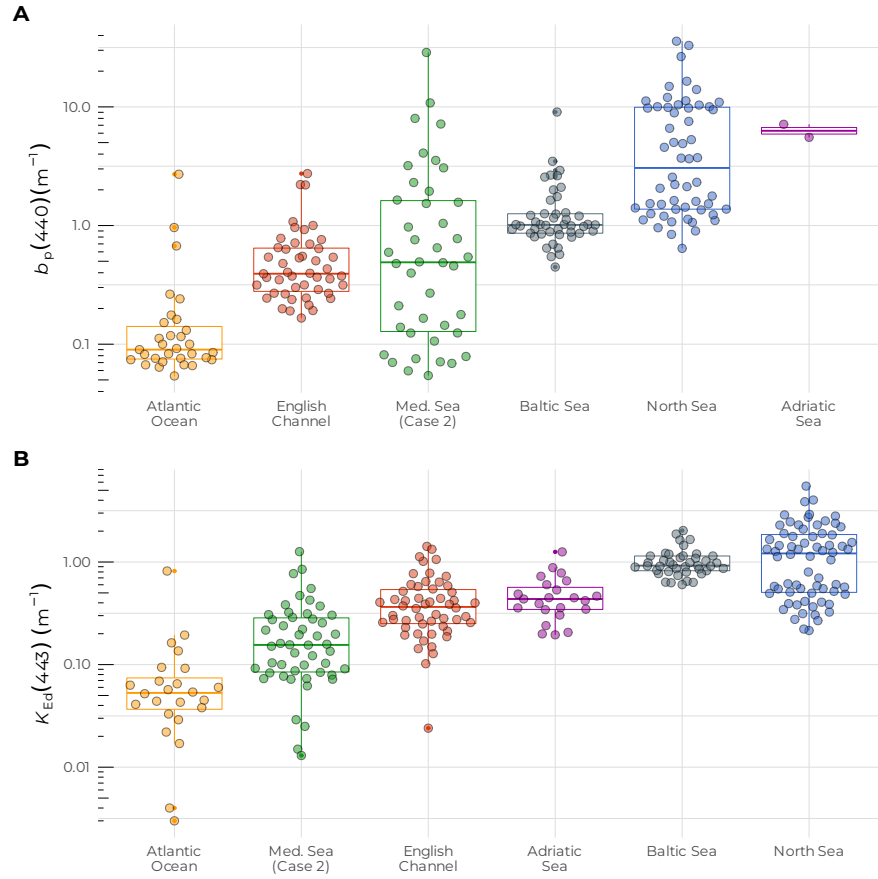 A
b_p(440)(m⁻¹)
10.0
1.0
0.1
Atlantic Ocean
English Channel
Med. Sea (Case 2)
Baltic Sea
North Sea
Adriatic Sea
B
K_Ed(443) (m⁻¹)
1.00
0.10
0.01
Atlantic Ocean
Med. Sea (Case 2)
English Channel
Adriatic Sea
Baltic Sea
North Sea